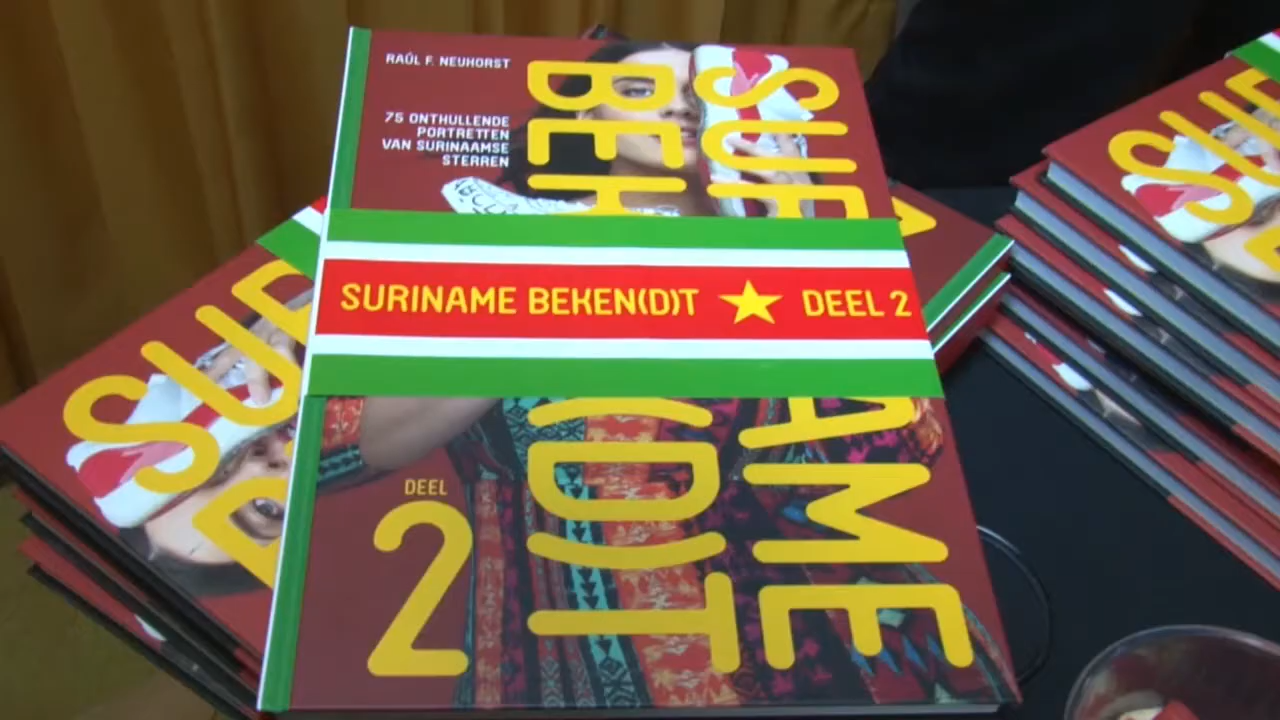 RAÚL F. NEUHORST
75 ONTHULLENDE
PORTRETTEN
VAN SURINAAMSE
STERREN
SURINAME BEKEN(D)T ★ DEEL 2
DEEL
2